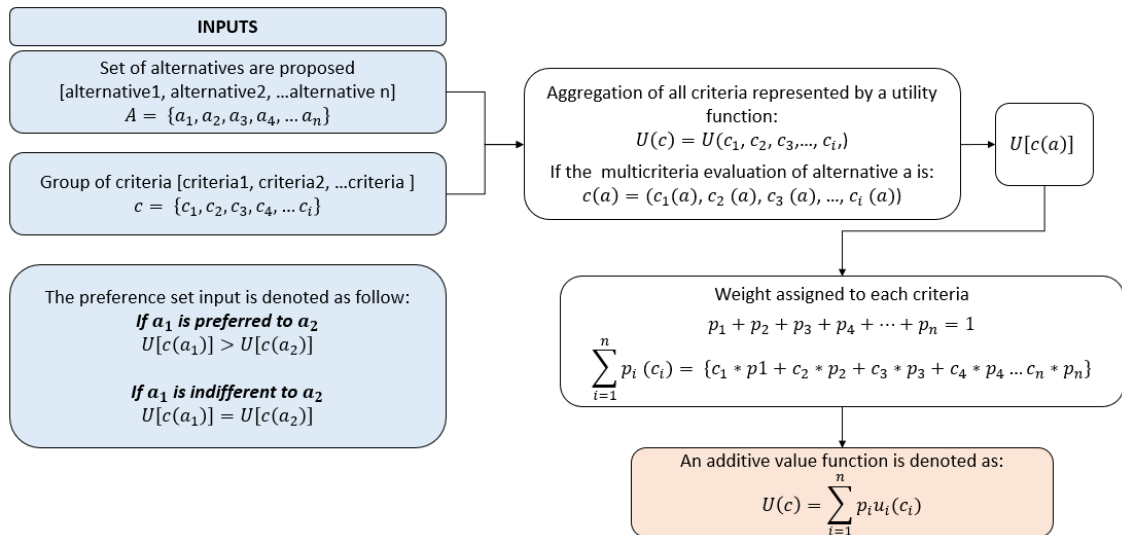 INPUTS
Set of alternatives are proposed
[alternative1, alternative2, …alternative n]
A = {a₁, a₂, a₃, a₄, … aₙ}
Group of criteria [criteria1, criteria2, …criteria ]
c = {c₁, c₂, c₃, c₄, … cᵢ}
The preference set input is denoted as follow:
If a₁ is preferred to a₂
U[c(a₁)] > U[c(a₂)]
If a₁ is indifferent to a₂
U[c(a₁)] = U[c(a₂)]
Aggregation of all criteria represented by a utility
function:
U(c) = U(c₁, c₂, c₃,…, cᵢ,)
If the multicriteria evaluation of alternative a is:
c(a) = (c₁(a), c₂ (a), c₃ (a), …, cᵢ (a))
U[c(a)]
Weight assigned to each criteria
p₁ + p₂ + p₃ + p₄ + ⋯ + pₙ = 1
∑ⁿᵢ₌₁ pᵢ (cᵢ) = {c₁ * p1 + c₂ * p₂ + c₃ * p₃ + c₄ * p₄ … cₙ * pₙ}
An additive value function is denoted as:
U(c) = ∑ⁿᵢ₌₁ pᵢuᵢ(cᵢ)